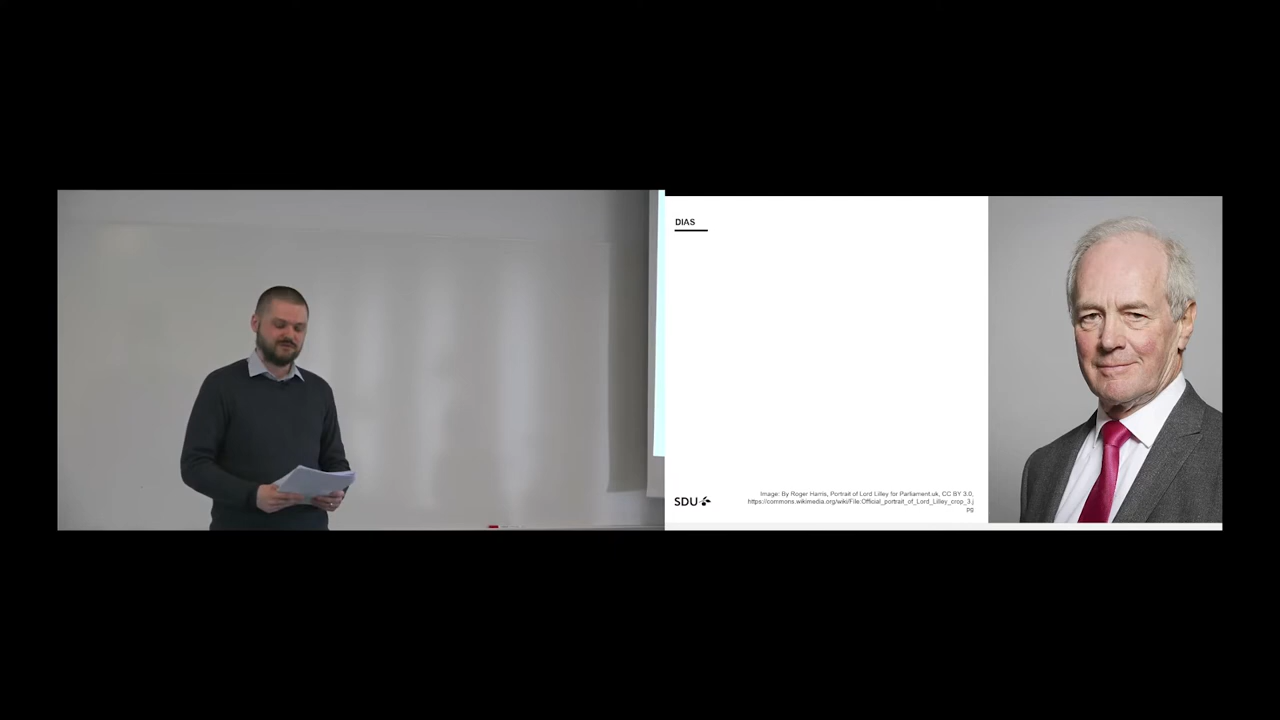 DIAS
Image: By Roger Harris, Portrait of Lord Lilley for Parliament.uk, CC BY 3.0,
https://commons.wikimedia.org/wiki/File:Official_portrait_of_Lord_Lilley_crop_3.j
pg
SDU